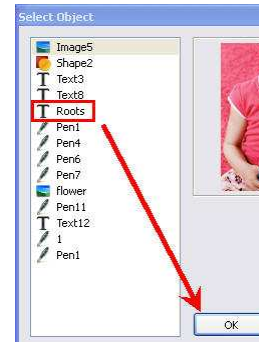 Select Object
Image5
Shape2
Text3
Text8
Roots
Pen1
Pen4
Pen6
Pen7
flower
Pen11
Text12
1
Pen1
OK